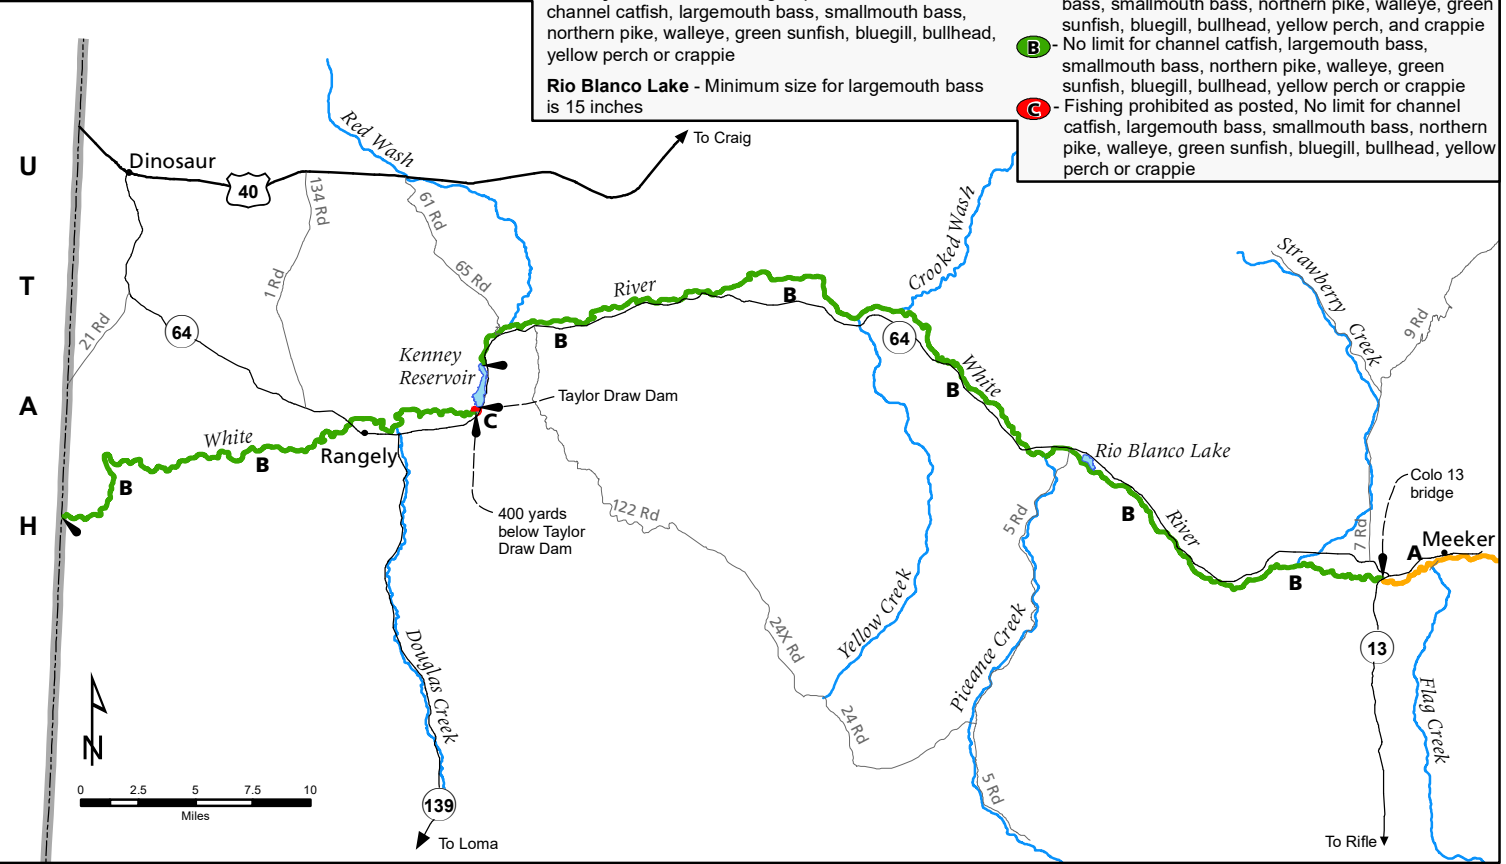 channel catfish, largemouth bass, smallmouth bass,
northern pike, walleye, green sunfish, bluegill, bullhead,
yellow perch or crappie
Rio Blanco Lake - Minimum size for largemouth bass
is 15 inches
bass, smallmouth bass, northern pike, walleye, green
sunfish, bluegill, bullhead, yellow perch, and crappie
B - No limit for channel catfish, largemouth bass,
smallmouth bass, northern pike, walleye, green
sunfish, bluegill, bullhead, yellow perch or crappie
C - Fishing prohibited as posted, No limit for channel
catfish, largemouth bass, smallmouth bass, northern
pike, walleye, green sunfish, bluegill, bullhead, yellow
perch or crappie
U
T
A
H
Dinosaur
40
Red Wash
To Craig
134 Rd
61 Rd
65 Rd
1 Rd
21 Rd
64
Crooked Wash
Strawberry Creek
9 Rd
River
B
B
64
Kenney
Reservoir
Taylor Draw Dam
C
White
B
White
B
B
Rangely
Rio Blanco Lake
400 yards
below Taylor
Draw Dam
122 Rd
5 Rd
B
River
Colo 13
bridge
7 Rd
A
Meeker
B
Yellow Creek
Piceance Creek
24X Rd
24 Rd
5 Rd
Douglas Creek
13
Flag Creek
N
0 2.5 5 7.5 10
Miles
139
To Loma
To Rifle